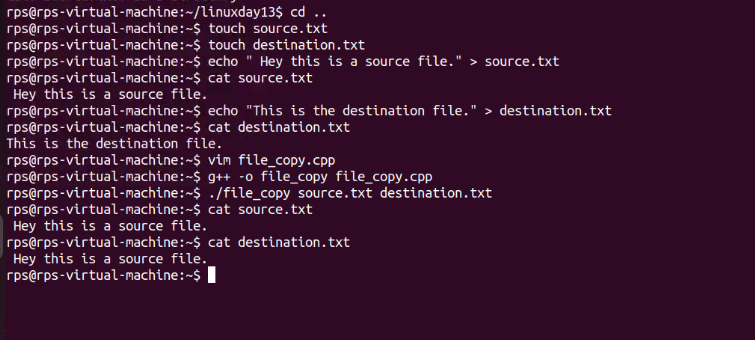 rps@rps-virtual-machine:~/linuxday13$ cd ..
rps@rps-virtual-machine:~$ touch source.txt
rps@rps-virtual-machine:~$ touch destination.txt
rps@rps-virtual-machine:~$ echo " Hey this is a source file." > source.txt
rps@rps-virtual-machine:~$ cat source.txt
 Hey this is a source file.
rps@rps-virtual-machine:~$ echo "This is the destination file." > destination.txt
rps@rps-virtual-machine:~$ cat destination.txt
This is the destination file.
rps@rps-virtual-machine:~$ vim file_copy.cpp
rps@rps-virtual-machine:~$ g++ -o file_copy file_copy.cpp
rps@rps-virtual-machine:~$ ./file_copy source.txt destination.txt
rps@rps-virtual-machine:~$ cat source.txt
 Hey this is a source file.
rps@rps-virtual-machine:~$ cat destination.txt
 Hey this is a source file.
rps@rps-virtual-machine:~$